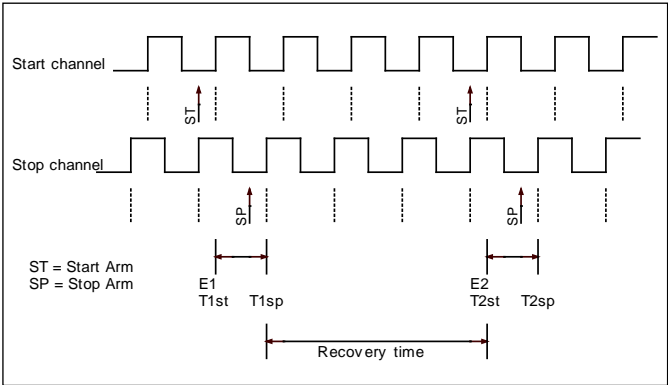 Start channel
ST
ST
Stop channel
SP
SP
ST = Start Arm
SP = Stop Arm
E1
E2
T1st
T1sp
T2st
T2sp
Recovery time